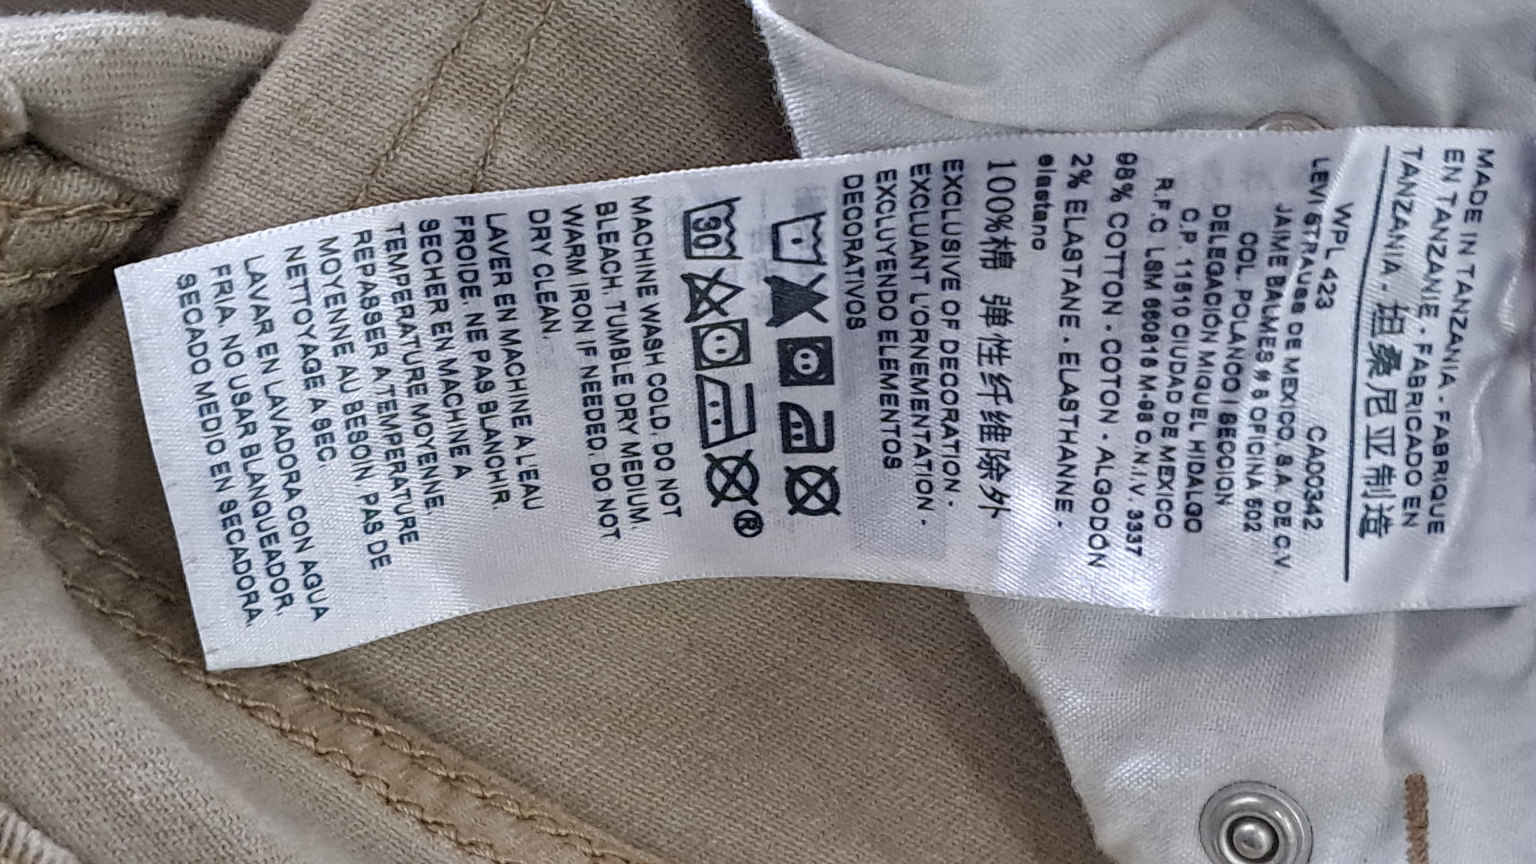 MADE IN TANZANIA - FABRIQUE
EN TANZANIE - FABRICADO EN
TANZANIA - 坦桑尼亚制造
WPL 423 CA00342
LEVI STRAUSS DE MEXICO, S.A. DE C.V
JAIME BALMES # 8 OFICINA 502
COL. POLANCO I SECCION
DELEGACIÓN MIGUEL HIDALGO
C.P 11510 CIUDAD DE MEXICO
R.F.C LSM 660816 M-96 C.N.I.V. 3337
98% COTTON - COTON - ALGODÓN
2% ELASTANE - ELASTHANNE -
elastano
100%棉 弹性纤维除外
EXCLUSIVE OF DECORATION -
EXCLUANT L'ORNEMENTATION -
EXCLUYENDO ELEMENTOS
DECORATIVOS
30
®
MACHINE WASH COLD. DO NOT
BLEACH. TUMBLE DRY MEDIUM.
WARM IRON IF NEEDED. DO NOT
DRY CLEAN.
LAVER EN MACHINE A L'EAU
FROIDE. NE PAS BLANCHIR.
SECHER EN MACHINE A
TEMPERATURE MOYENNE.
REPASSER A TEMPERATURE
MOYENNE AU BESOIN. PAS DE
NETTOYAGE A SEC.
LAVAR EN LAVADORA CON AGUA
FRIA. NO USAR BLANQUEADOR.
SECADO MEDIO EN SECADORA.